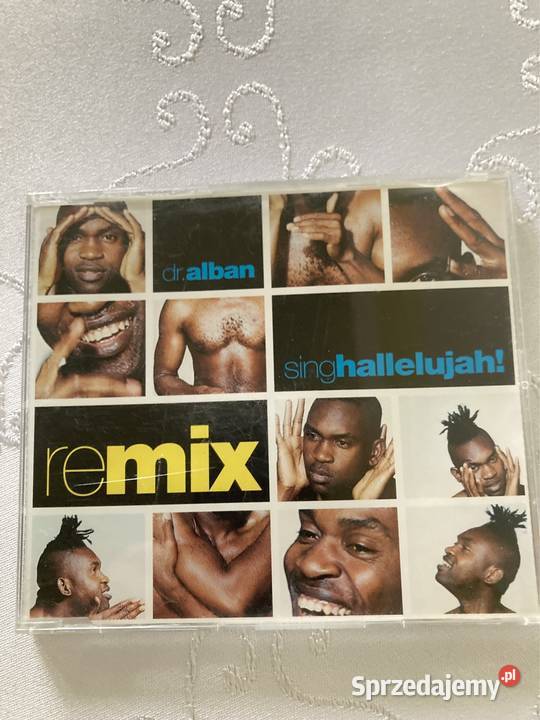 dr.alban
singhallelujah!
remix
Sprzedajemy.pl